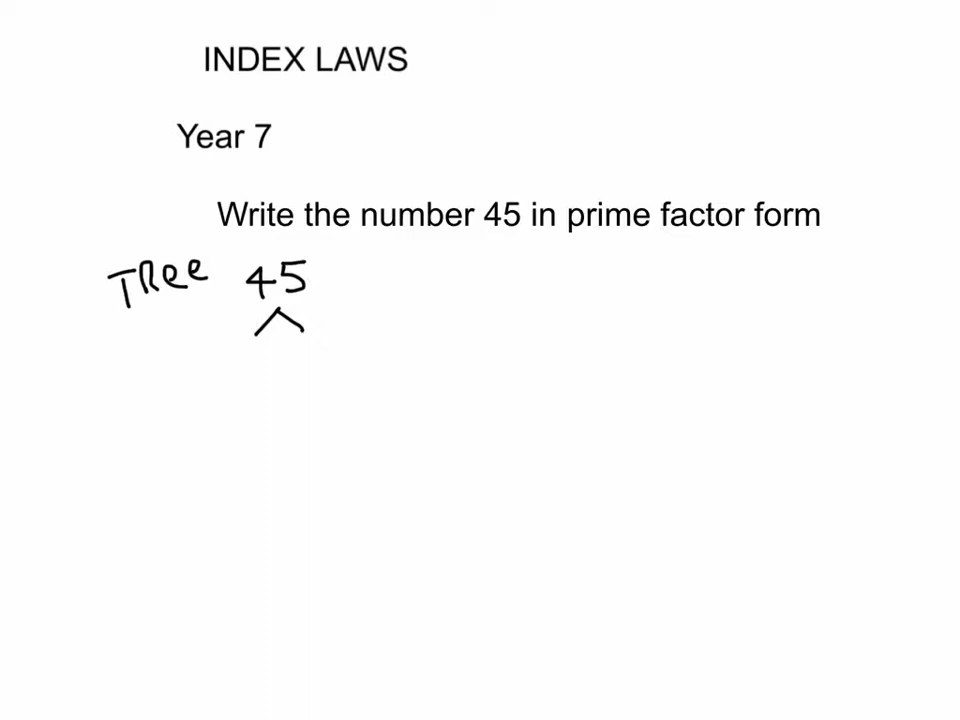 INDEX LAWS
Year 7
Write the number 45 in prime factor form
TRee 45